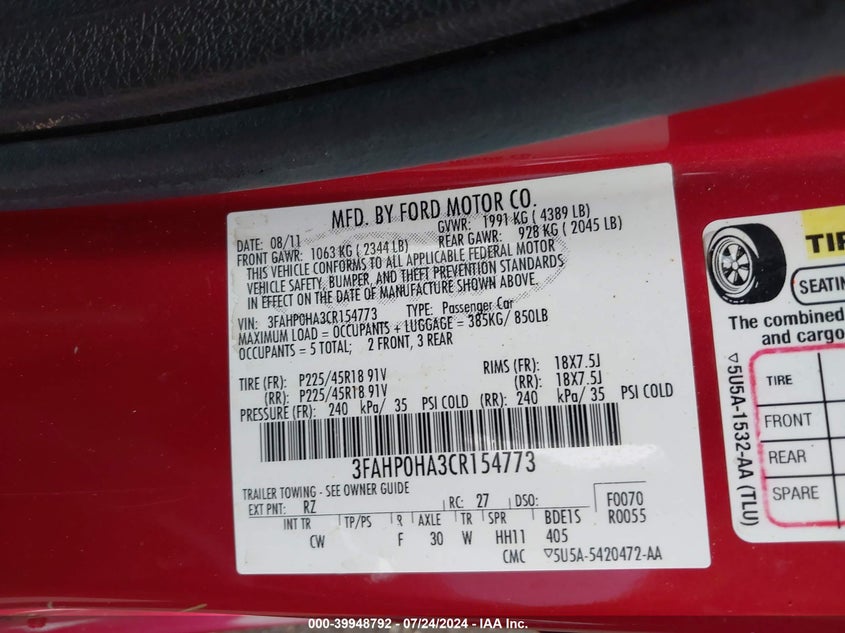 MFD. BY FORD MOTOR CO.
DATE: 08/11 GVWR: 1991 KG ( 4389 LB)
FRONT GAWR: 1063 KG ( 2344 LB) REAR GAWR: 928 KG ( 2045 LB)
THIS VEHICLE CONFORMS TO ALL APPLICABLE FEDERAL MOTOR
VEHICLE SAFETY, BUMPER, AND THEFT PREVENTION STANDARDS
IN EFFECT ON THE DATE OF MANUFACTURE SHOWN ABOVE.
VIN: 3FAHP0HA3CR154773 TYPE: Passenger Car
MAXIMUM LOAD = OCCUPANTS + LUGGAGE = 385KG/ 850LB
OCCUPANTS = 5 TOTAL; 2 FRONT, 3 REAR
TIRE (FR): P225/45R18 91V RIMS (FR): 18X7.5J
(RR): P225/45R18 91V (RR): 18X7.5J
PRESSURE (FR): 240 kPa/ 35 PSI COLD (RR): 240 kPa/ 35 PSI COLD
3FAHP0HA3CR154773
TRAILER TOWING - SEE OWNER GUIDE
EXT PNT: RZ RC: 27 DSO: F0070
R0055
INT TR TP/PS R AXLE TR SPR BDE1S
CW F 30 W HH11 405
CMC ▽5U5A-5420472-AA
TIR
SEATIN
The combined
and cargo
TIRE
FRONT
REAR
SPARE
▽5U5A-1532-AA (TLU)
000-39948792 - 07/24/2024 - IAA Inc.